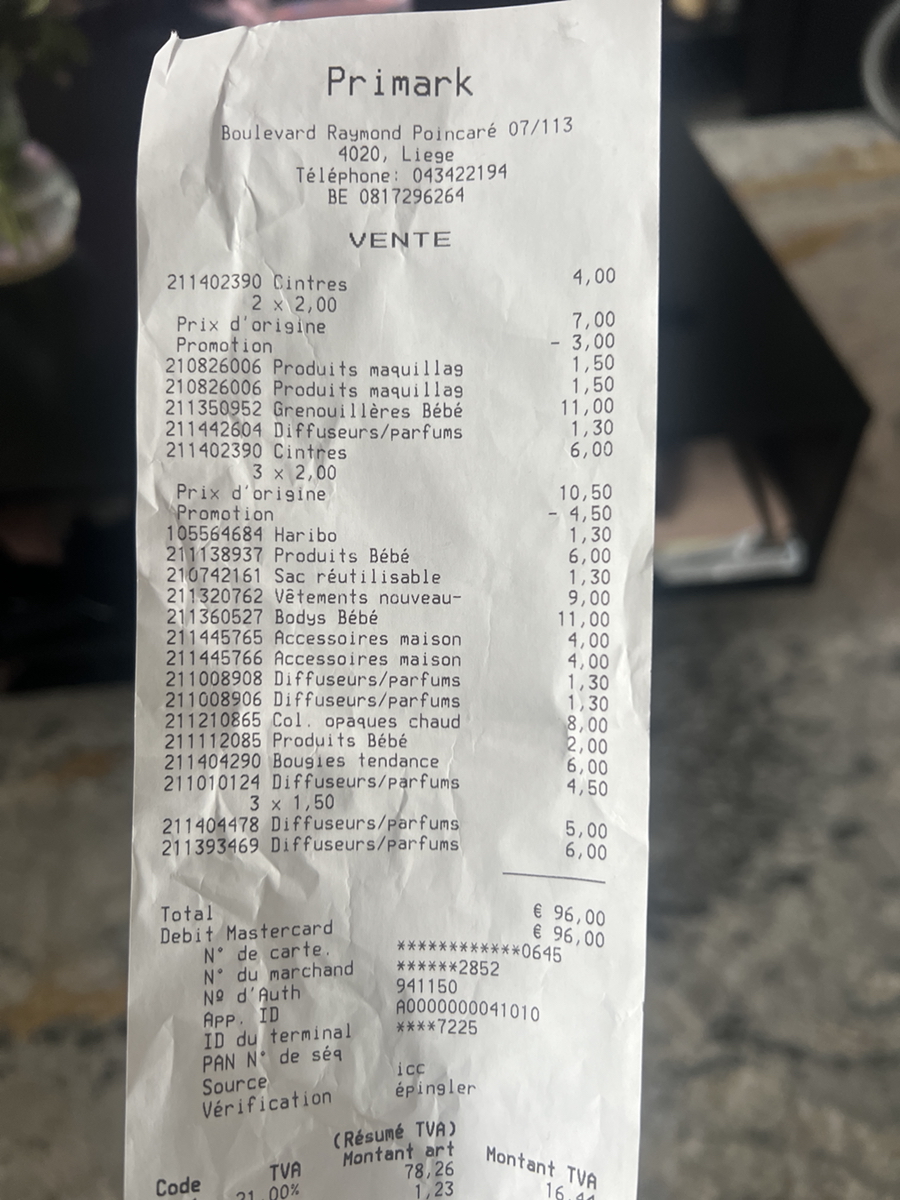 Primark
Boulevard Raymond Poincaré 07/113
4020, Liege
Téléphone: 043422194
BE 0817296264
VENTE
211402390 Cintres 4,00
2 x 2,00
Prix d'origine 7,00
Promotion - 3,00
210826006 Produits maquillag 1,50
210826006 Produits maquillag 1,50
211350952 Grenouillères Bébé 11,00
211442604 Diffuseurs/parfums 1,30
211402390 Cintres 6,00
3 x 2,00
Prix d'origine 10,50
Promotion - 4,50
105564684 Haribo 1,30
211138937 Produits Bébé 6,00
210742161 Sac réutilisable 1,30
211320762 Vêtements nouveau- 9,00
211360527 Bodys Bébé 11,00
211445765 Accessoires maison 4,00
211445766 Accessoires maison 4,00
211008908 Diffuseurs/parfums 1,30
211008906 Diffuseurs/parfums 1,30
211210865 Col. opaques chaud 8,00
211112085 Produits Bébé 2,00
211404290 Bougies tendance 6,00
211010124 Diffuseurs/parfums 4,50
3 x 1,50
211404478 Diffuseurs/parfums 5,00
211393469 Diffuseurs/parfums 6,00
Total € 96,00
Debit Mastercard € 96,00
N° de carte. ************0645
N° du marchand ******2852
Nº d'Auth 941150
App. ID A0000000041010
ID du terminal ****7225
PAN N° de séq
Source icc
Vérification épingler
(Résumé TVA)
Code TVA Montant art Montant TVA
21,00% 78,26 16,44
1,23